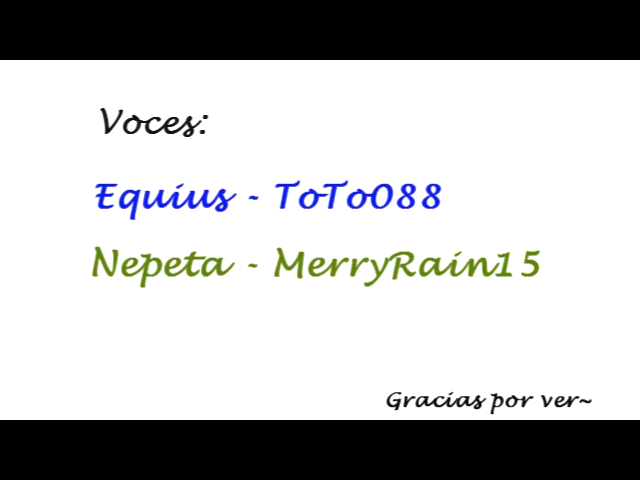 Voces:
Equius - ToTo088
Nepeta - MerryRain15
Gracias por ver~